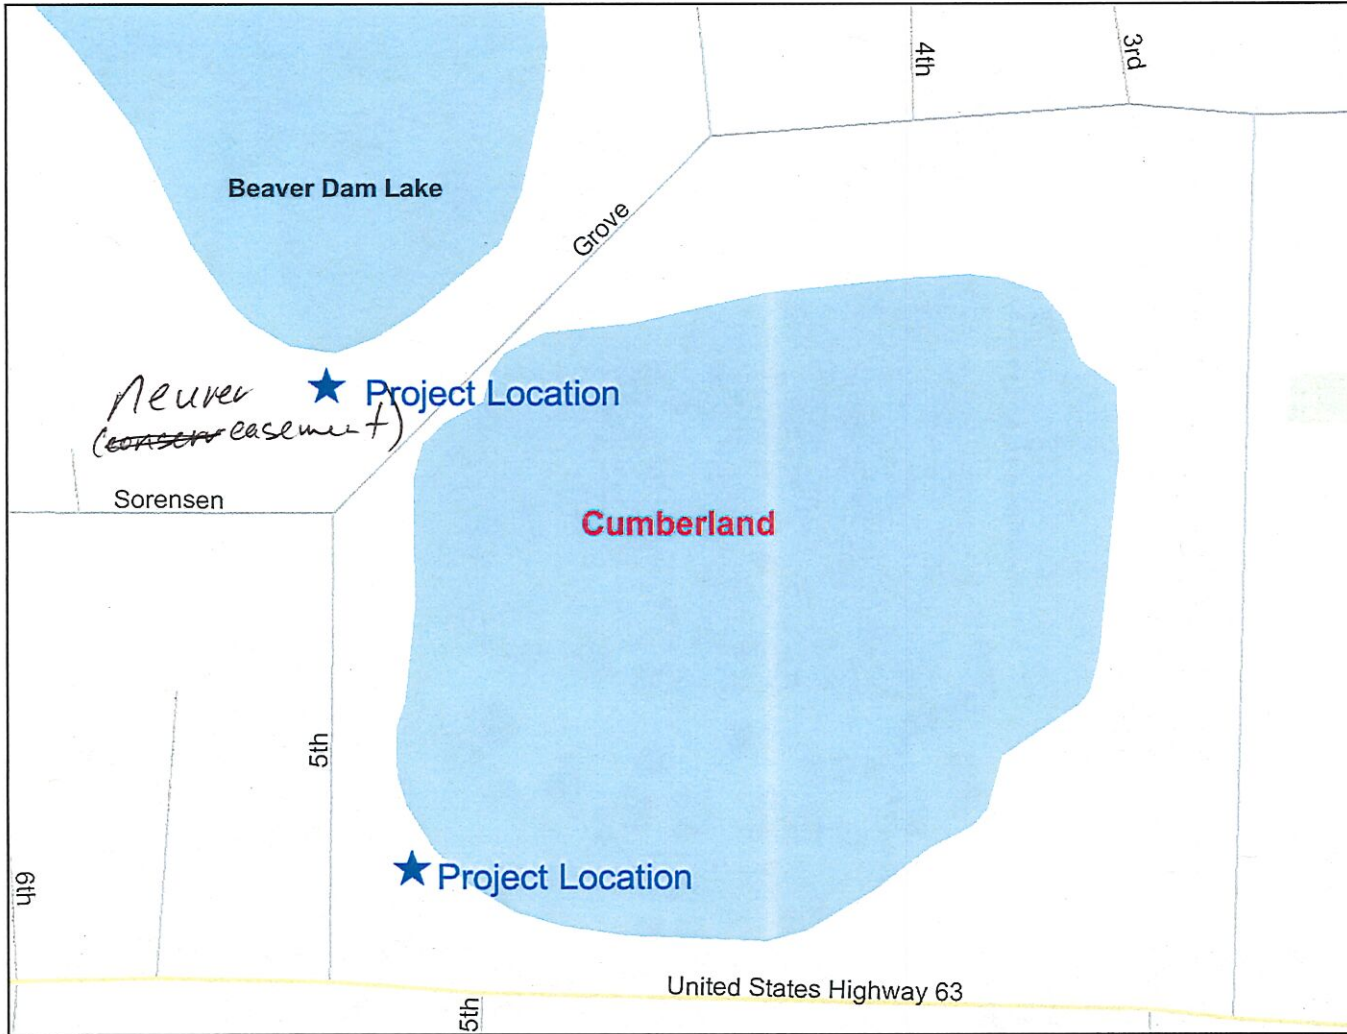 4th
3rd
Beaver Dam Lake
Grove
Project Location
(conserv easement)
Sorensen
Cumberland
5th
Project Location
6th
United States Highway 63
5th